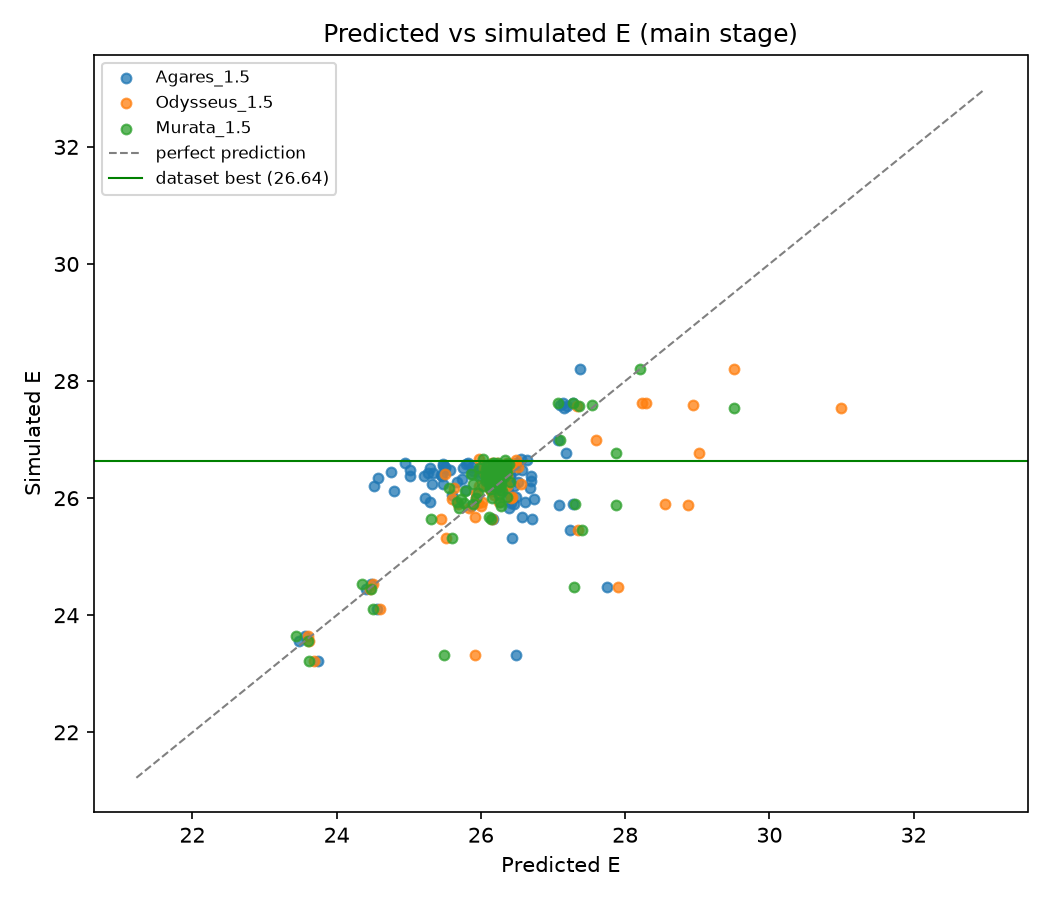 Predicted vs simulated E (main stage)
Agares_1.5
Odysseus_1.5
Murata_1.5
perfect prediction
dataset best (26.64)
Simulated E
32
30
28
26
24
22
22 24 26 28 30 32
Predicted E